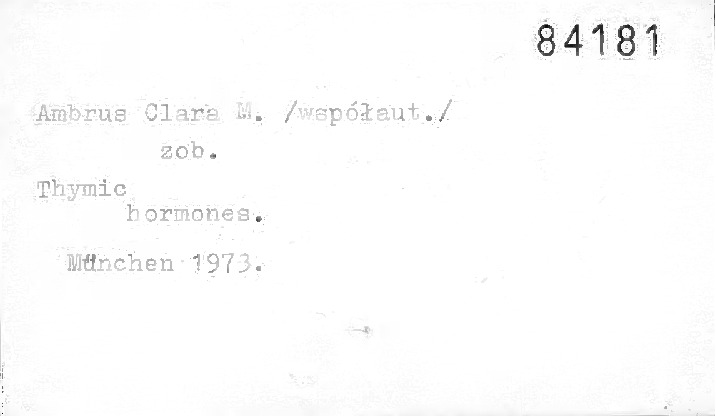 84181
Ambrus Clara M. /współaut./
zob.
Thymic
hormones.
München 1973.